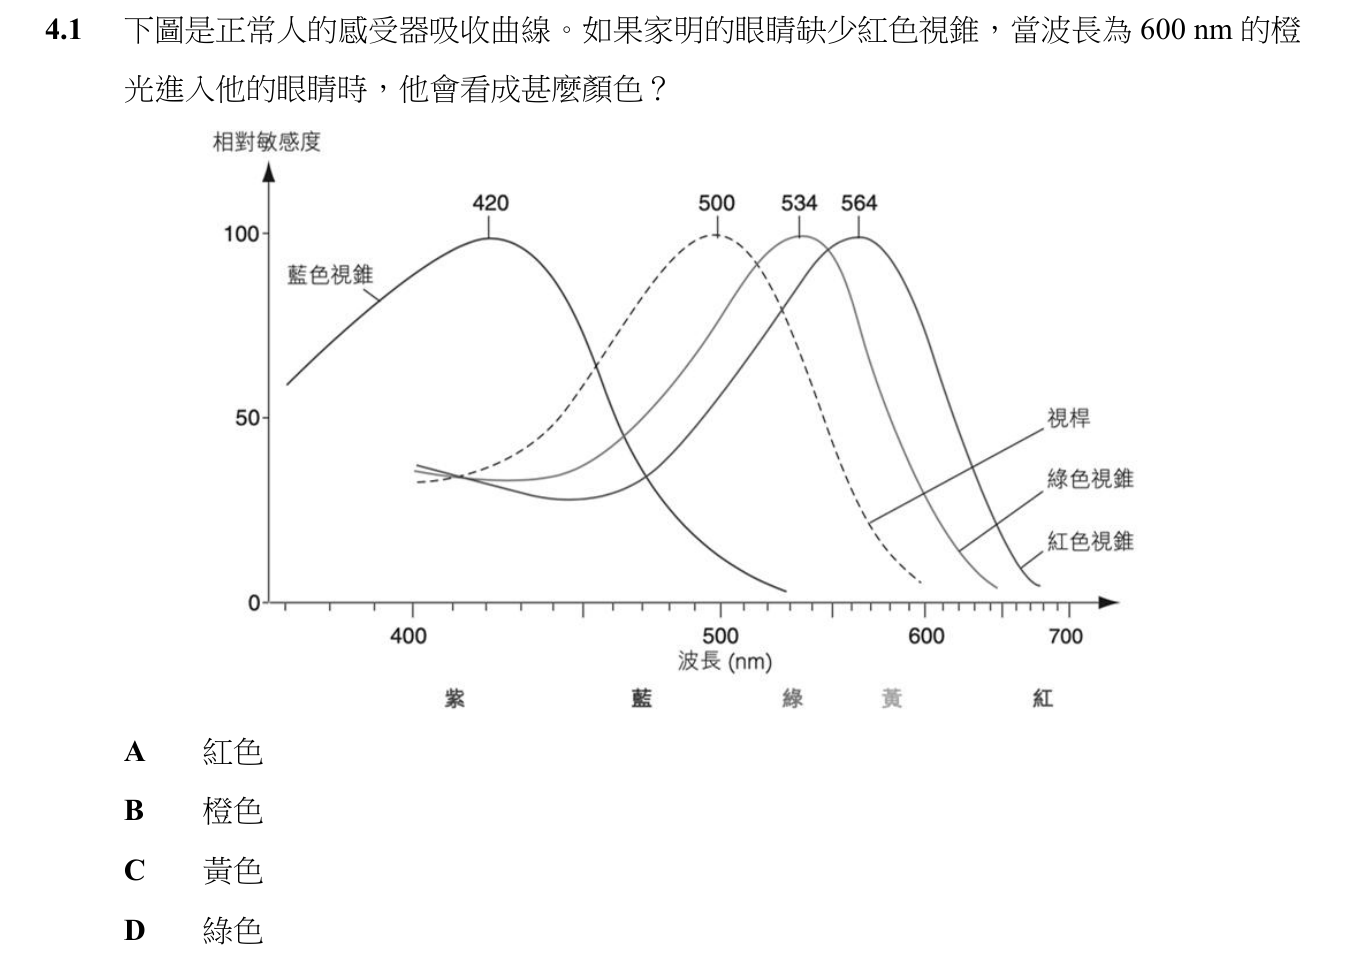 4.1 下圖是正常人的感受器吸收曲線。如果家明的眼睛缺少紅色視錐，當波長為 600 nm 的橙
光進入他的眼睛時，他會看成甚麼顏色？
相對敏感度
420 500 534 564
100
藍色視錐
50
視桿
綠色視錐
紅色視錐
0
400 500 600 700
波長 (nm)
紫 藍 綠 黃 紅
A 紅色
B 橙色
C 黃色
D 綠色